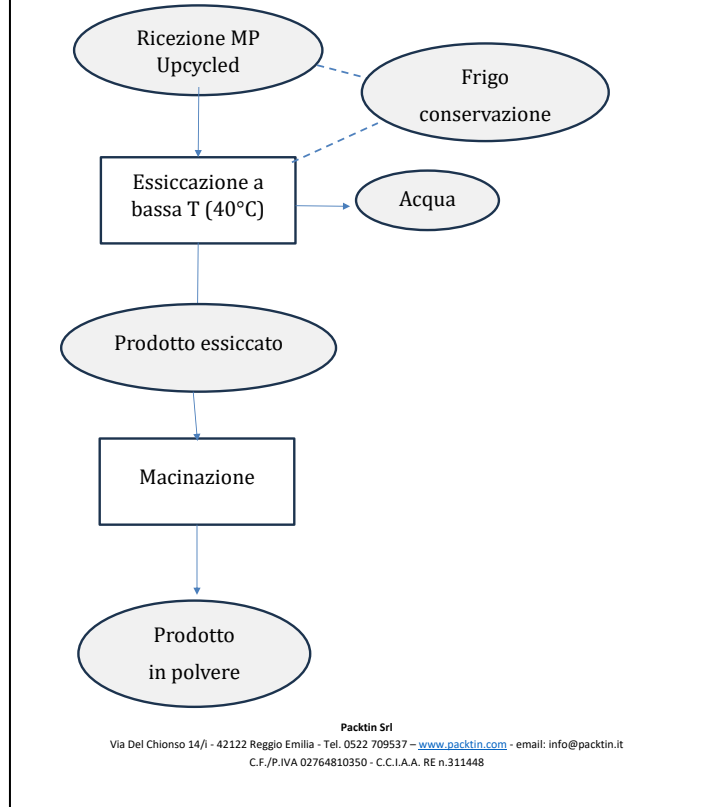 Ricezione MP
Upcycled
Frigo
conservazione
Essiccazione a
bassa T (40°C)
Acqua
Prodotto essiccato
Macinazione
Prodotto
in polvere
Packtin Srl
Via Del Chionso 14/i - 42122 Reggio Emilia - Tel. 0522 709537 – www.packtin.com - email: info@packtin.it
C.F./P.IVA 02764810350 - C.C.I.A.A. RE n.311448